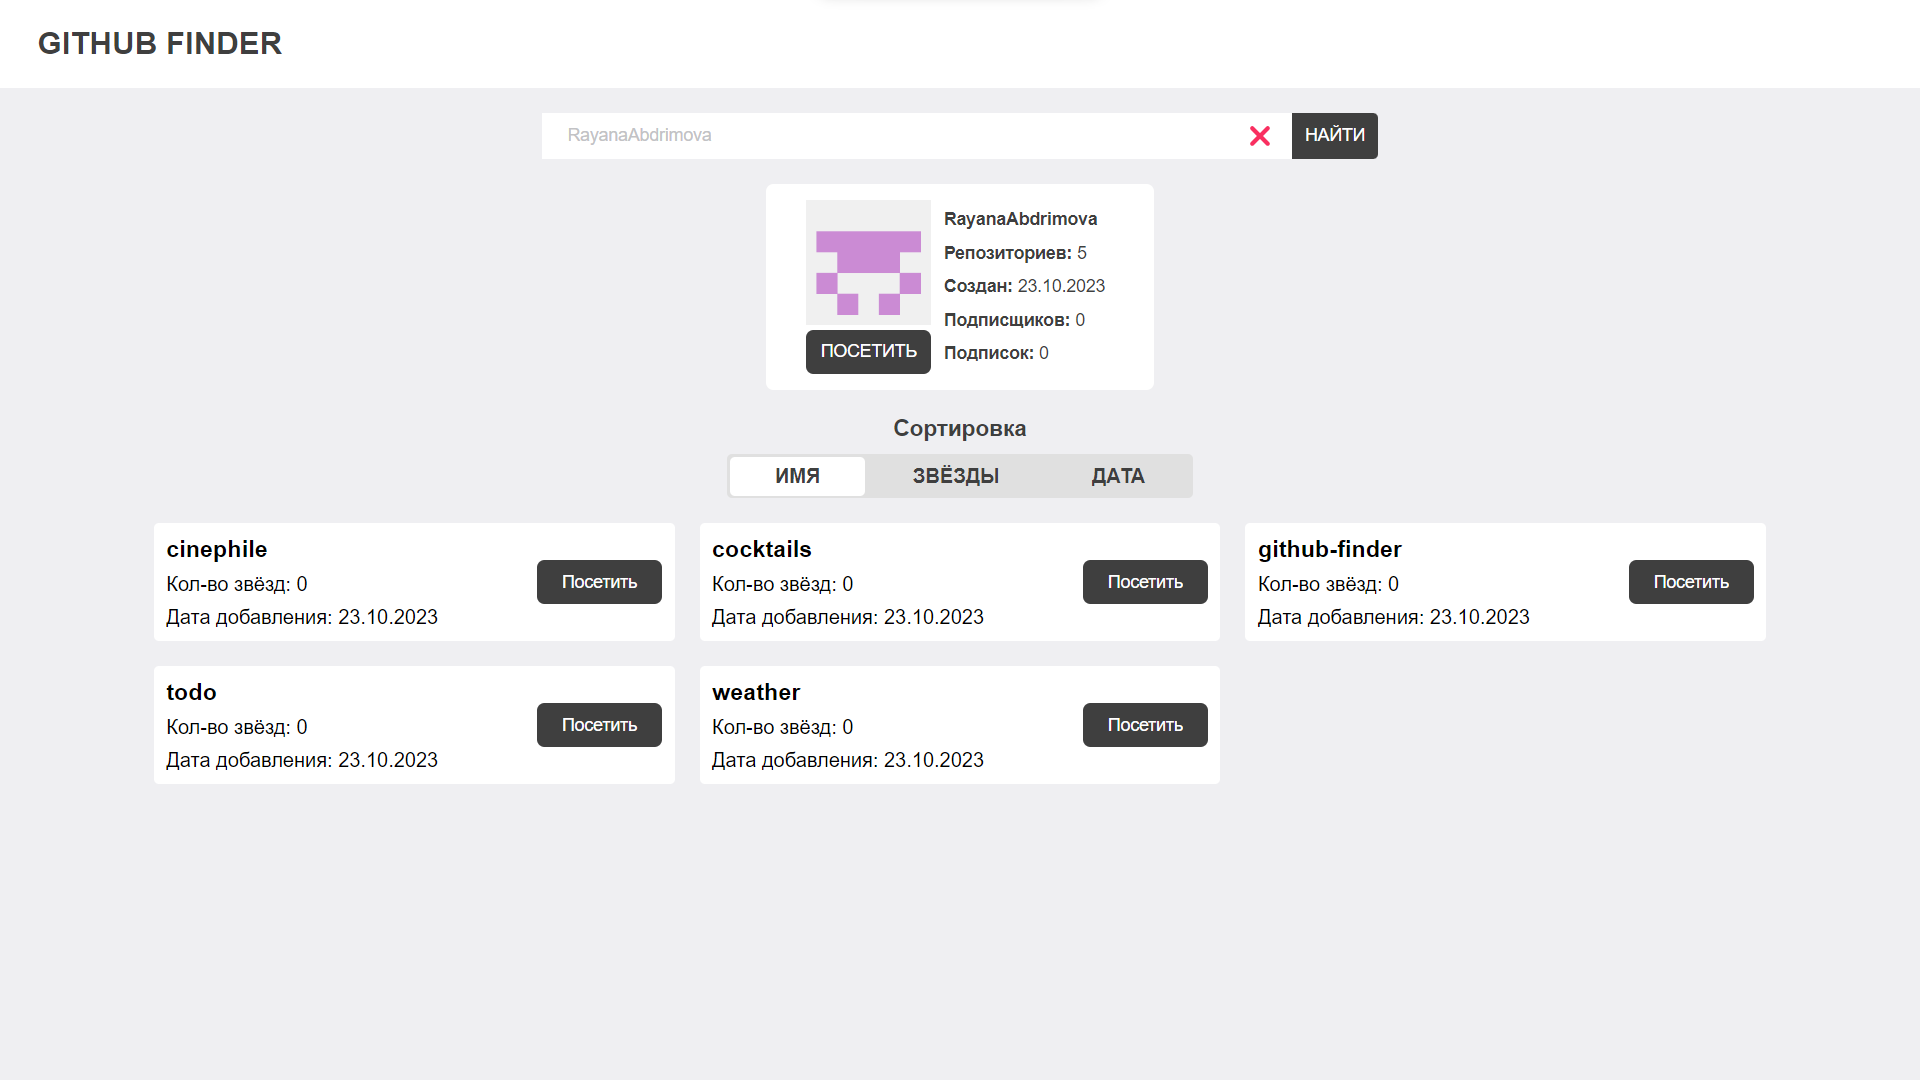 GITHUB FINDER
RayanaAbdrimova
НАЙТИ
RayanaAbdrimova
Репозиториев: 5
Создан: 23.10.2023
Подписщиков: 0
Подписок: 0
ПОСЕТИТЬ
Сортировка
ИМЯ ЗВЁЗДЫ ДАТА
cinephile
Кол-во звёзд: 0
Дата добавления: 23.10.2023
Посетить
cocktails
Кол-во звёзд: 0
Дата добавления: 23.10.2023
Посетить
github-finder
Кол-во звёзд: 0
Дата добавления: 23.10.2023
Посетить
todo
Кол-во звёзд: 0
Дата добавления: 23.10.2023
Посетить
weather
Кол-во звёзд: 0
Дата добавления: 23.10.2023
Посетить